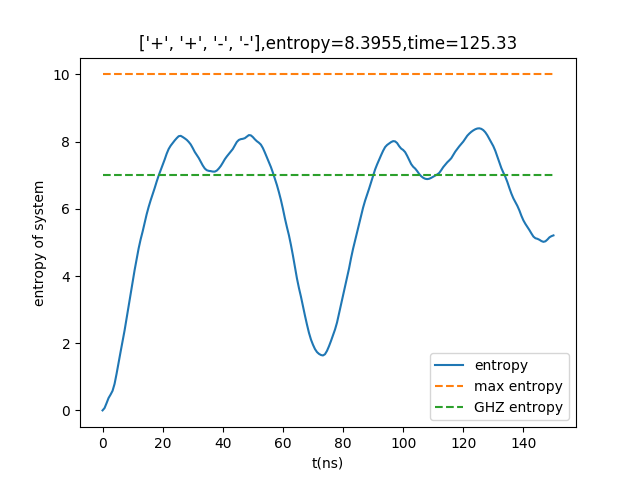 ['+', '+', '-', '-'],entropy=8.3955,time=125.33
entropy of system
10
8
6
4
2
0
0 20 40 60 80 100 120 140
t(ns)
entropy
max entropy
GHZ entropy